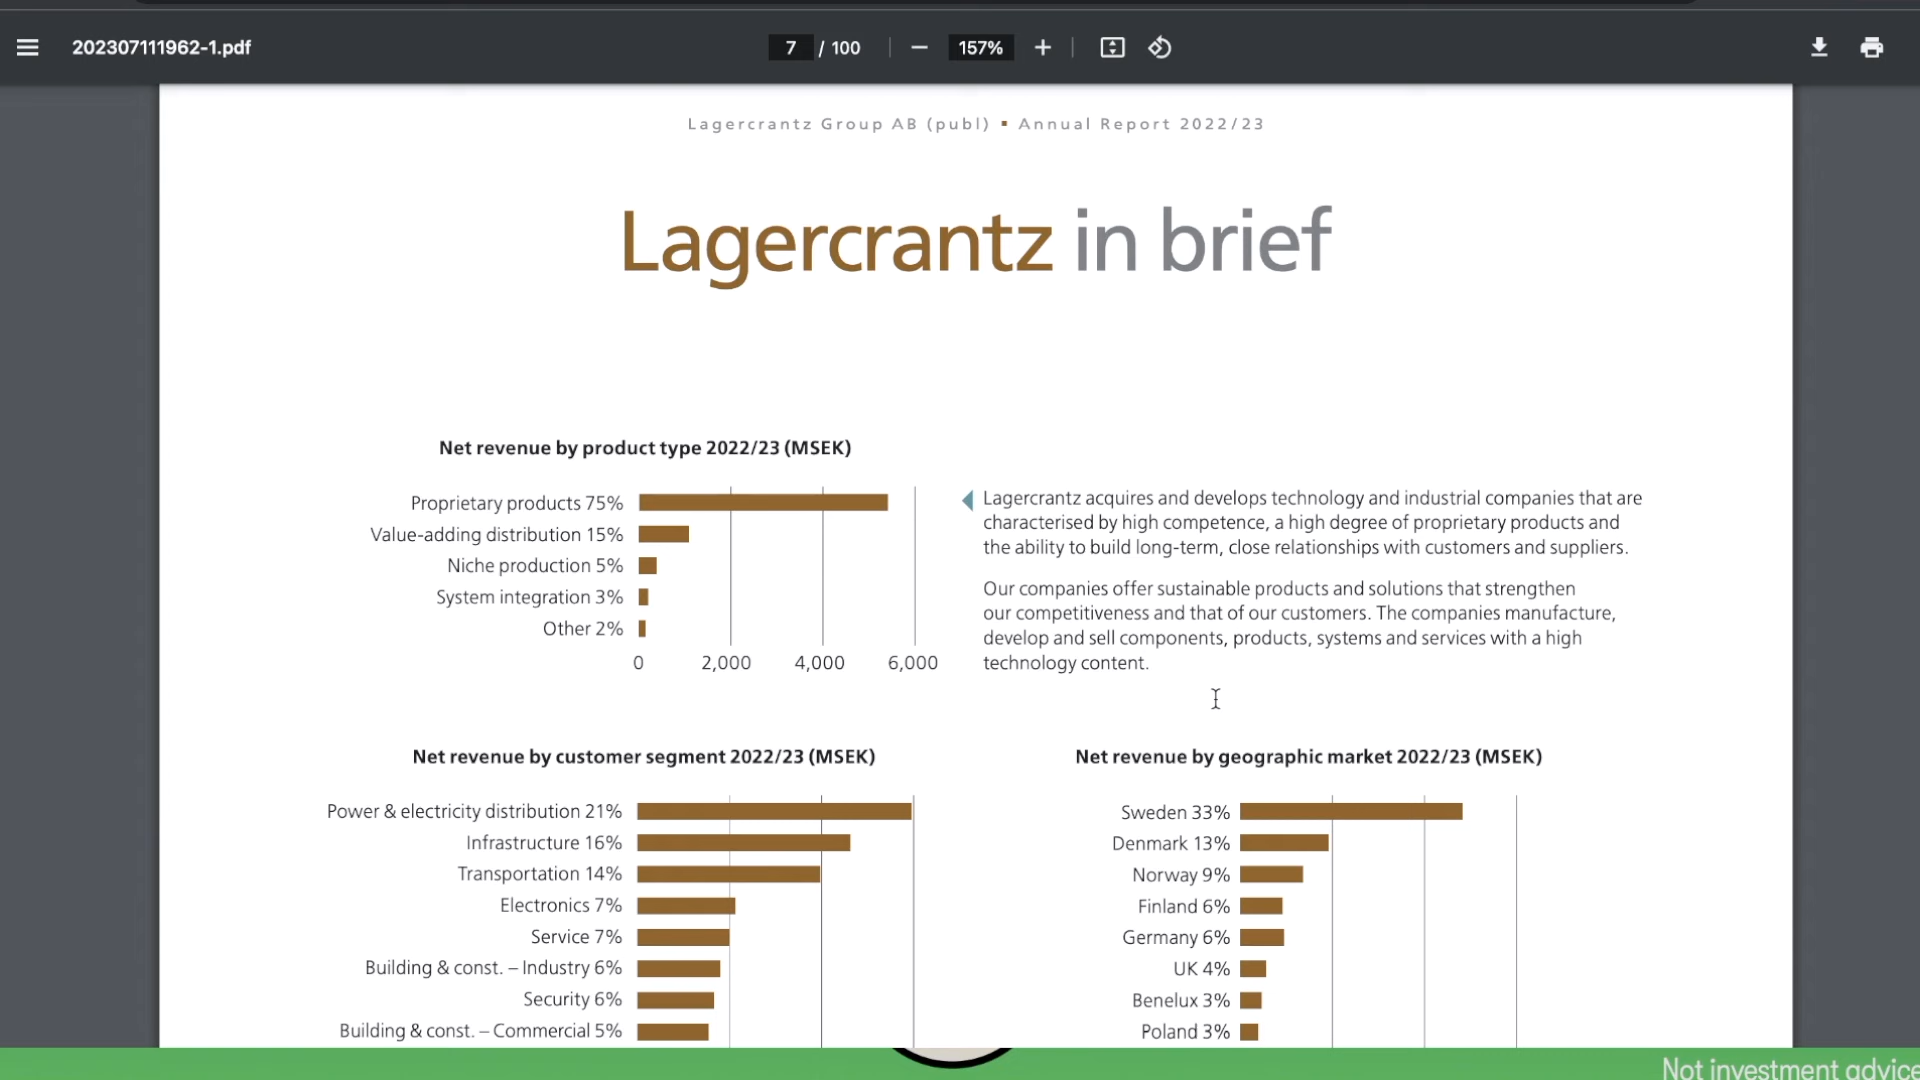 202307111962-1.pdf
7 / 100
157%
Lagercrantz Group AB (publ) ▪ Annual Report 2022/23
Lagercrantz in brief
Net revenue by product type 2022/23 (MSEK)
Proprietary products 75%
Value-adding distribution 15%
Niche production 5%
System integration 3%
Other 2%
0 2,000 4,000 6,000
Lagercrantz acquires and develops technology and industrial companies that are
characterised by high competence, a high degree of proprietary products and
the ability to build long-term, close relationships with customers and suppliers.
Our companies offer sustainable products and solutions that strengthen
our competitiveness and that of our customers. The companies manufacture,
develop and sell components, products, systems and services with a high
technology content.
Net revenue by customer segment 2022/23 (MSEK)
Power & electricity distribution 21%
Infrastructure 16%
Transportation 14%
Electronics 7%
Service 7%
Building & const. – Industry 6%
Security 6%
Building & const. – Commercial 5%
Net revenue by geographic market 2022/23 (MSEK)
Sweden 33%
Denmark 13%
Norway 9%
Finland 6%
Germany 6%
UK 4%
Benelux 3%
Poland 3%
Not investment advice